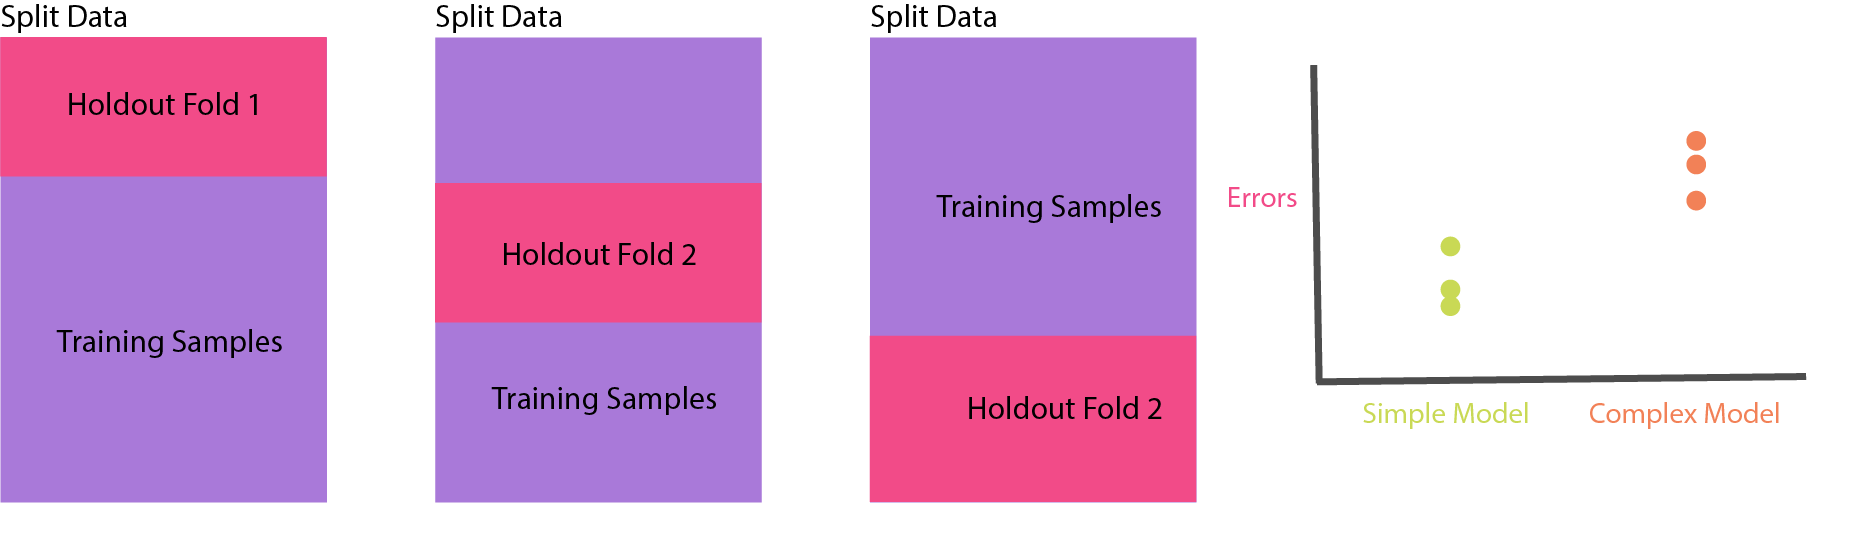 Split Data
Holdout Fold 1
Training Samples
Split Data
Holdout Fold 2
Training Samples
Split Data
Training Samples
Holdout Fold 2
Errors
Simple Model
Complex Model